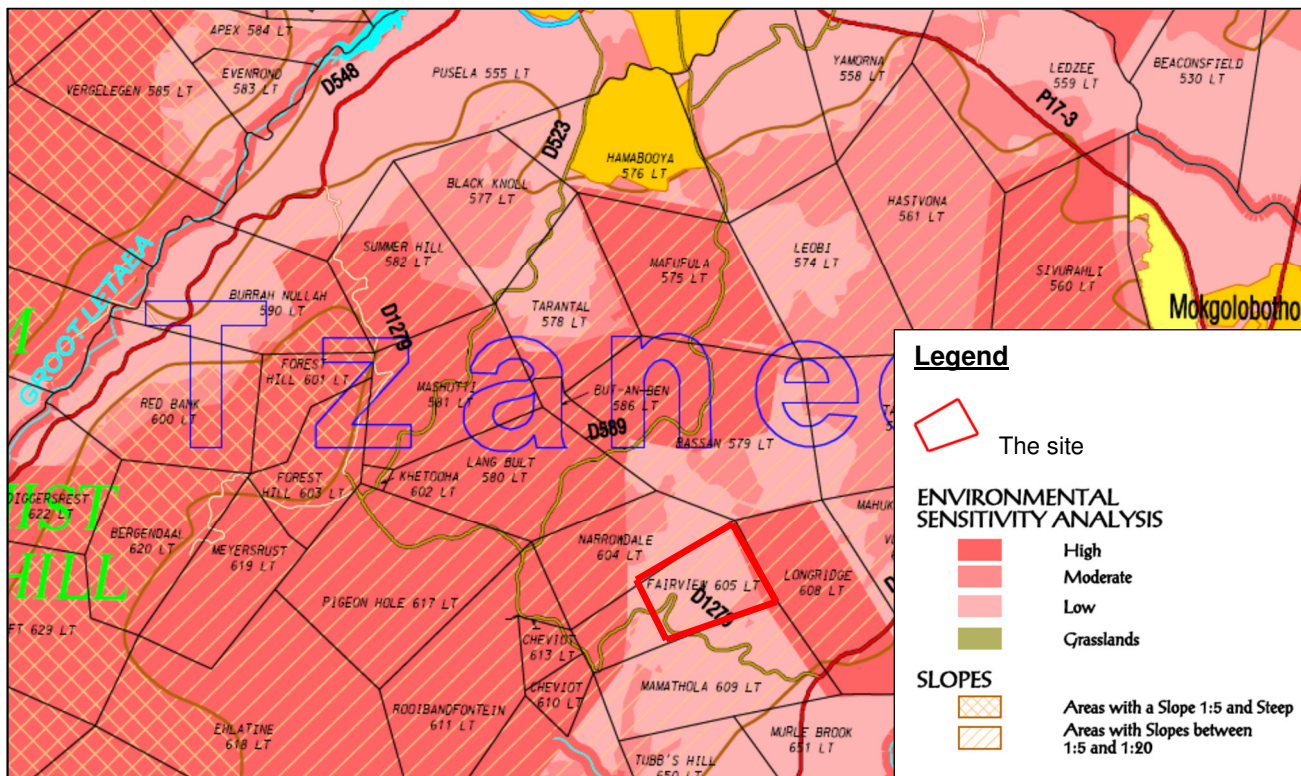 APEX 584 LT
EVENROND
583 LT
VERGELEGEN 585 LT
D548
PUSELA 555 LT
D523
YAMORNA
558 LT
LEDZEE
559 LT
BEACONSFIELD
530 LT
P17-3
HAMABOOYA
576 LT
BLACK KNOLL
577 LT
HASIVONA
561 LT
SUMMER HILL
582 LT
MAFUFULA
575 LT
LEOBI
574 LT
SIVURAHLI
560 LT
GROOT LETABA
BURRAH NULLAH
590 LT
TARANTAL
578 LT
Mokgolobotho
D1279
Tzanee
FOREST
HILL 601 LT
MASHUTTI
581 LT
BUT-AN-BEN
586 LT
RED BANK
600 LT
D589
BASSAN 579 LT
LANG BULT
580 LT
KHETOOHA
602 LT
FOREST
HILL 603 LT
DIGGERSREST
622 LT
IST
HILL
BERGENDAAL
620 LT
MEYERSRUST
619 LT
NARROWDALE
604 LT
MAHUK
FAIRVIEW 605 LT
LONGRIDGE
608 LT
PIGEON HOLE 617 LT
FT 629 LT
CHEVIOT
613 LT
CHEVIOT
610 LT
MAMATHOLA 609 LT
ROOIBANDFONTEIN
611 LT
EHLATINE
618 LT
MURLE BROOK
651 LT
TUBB'S HILL
650 LT
Legend
The site
ENVIRONMENTAL
SENSITIVITY ANALYSIS
High
Moderate
Low
Grasslands
SLOPES
Areas with a Slope 1:5 and Steep
Areas with Slopes between
1:5 and 1:20